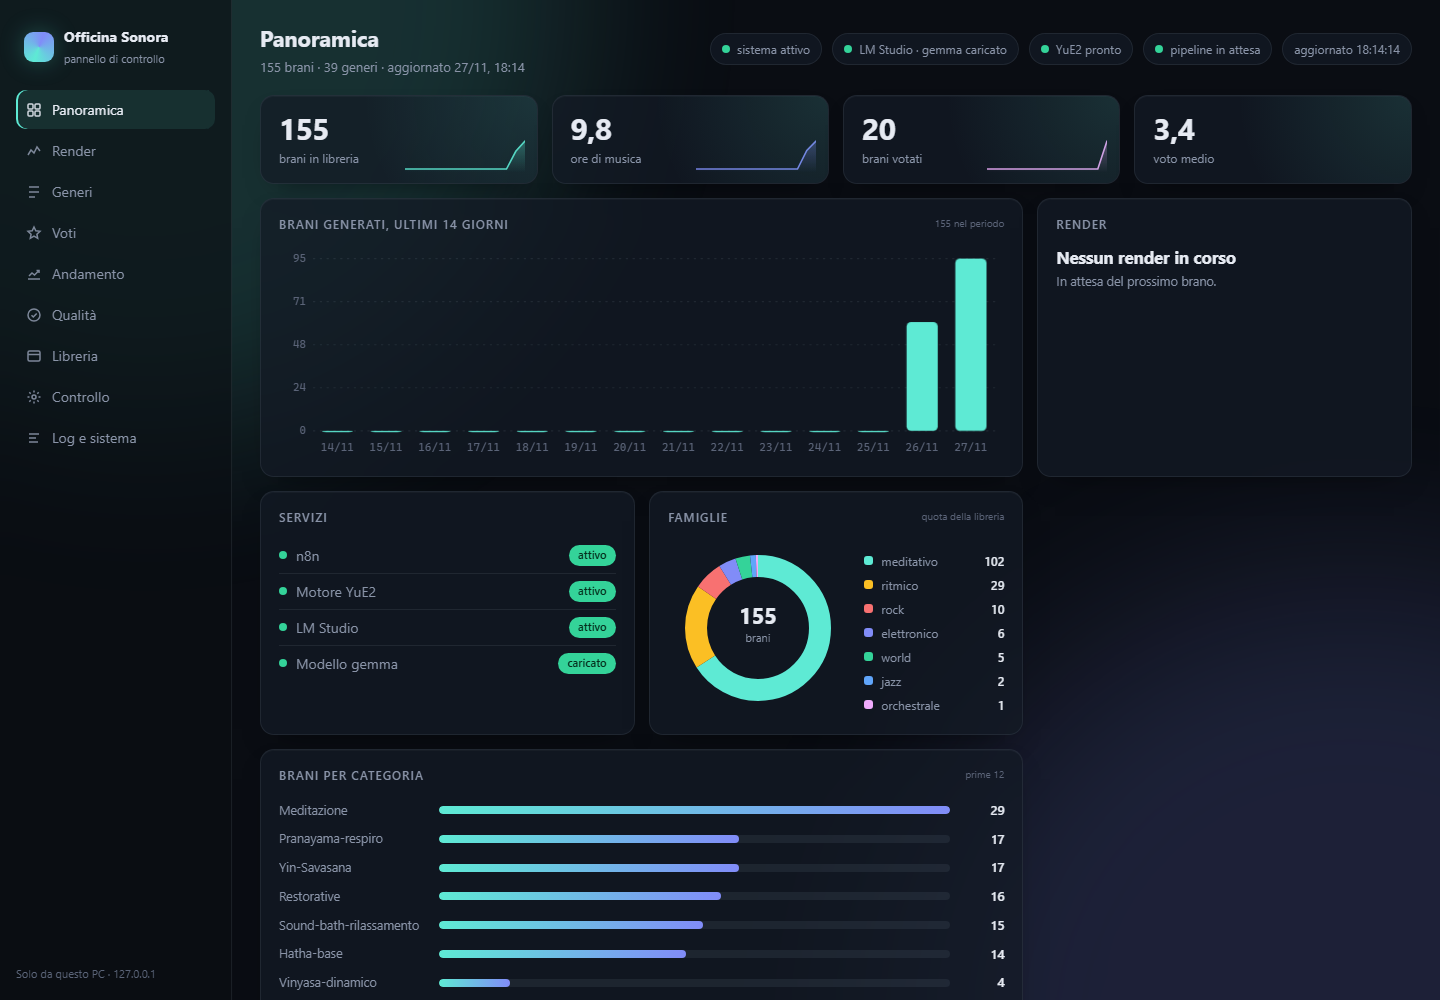 Officina Sonora
pannello di controllo
Panoramica
Render
Generi
Voti
Andamento
Qualità
Libreria
Controllo
Log e sistema
Solo da questo PC · 127.0.0.1
Panoramica
155 brani · 39 generi · aggiornato 27/11, 18:14
sistema attivo
LM Studio · gemma caricato
YuE2 pronto
pipeline in attesa
aggiornato 18:14:14
155
brani in libreria
9,8
ore di musica
20
brani votati
3,4
voto medio
BRANI GENERATI, ULTIMI 14 GIORNI
155 nel periodo
95
71
48
24
0
14/11 15/11 16/11 17/11 18/11 19/11 20/11 21/11 22/11 23/11 24/11 25/11 26/11 27/11
RENDER
Nessun render in corso
In attesa del prossimo brano.
SERVIZI
n8n attivo
Motore YuE2 attivo
LM Studio attivo
Modello gemma caricato
FAMIGLIE
quota della libreria
155
brani
meditativo 102
ritmico 29
rock 10
elettronico 6
world 5
jazz 2
orchestrale 1
BRANI PER CATEGORIA
prime 12
Meditazione 29
Pranayama-respiro 17
Yin-Savasana 17
Restorative 16
Sound-bath-rilassamento 15
Hatha-base 14
Vinyasa-dinamico 4